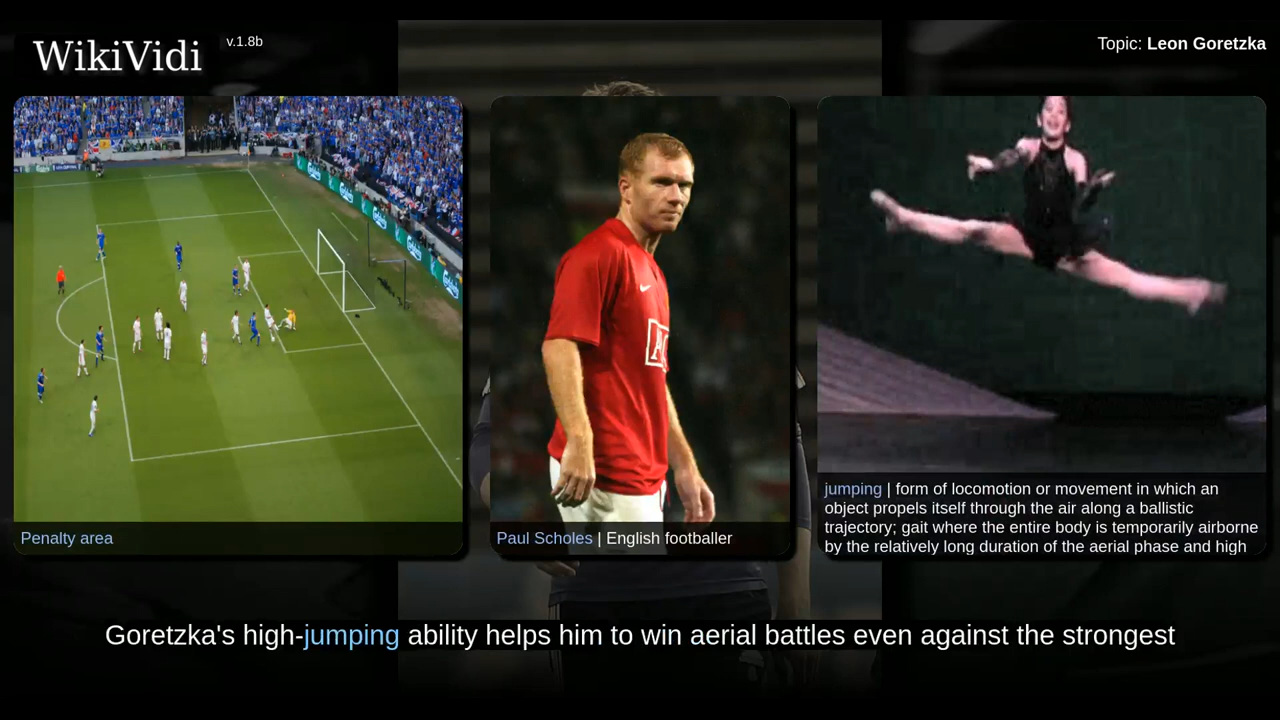 WikiVidi
v.1.8b
Topic: Leon Goretzka
Penalty area
Paul Scholes | English footballer
jumping | form of locomotion or movement in which an
object propels itself through the air along a ballistic
trajectory; gait where the entire body is temporarily airborne
by the relatively long duration of the aerial phase and high
Goretzka's high-jumping ability helps him to win aerial battles even against the strongest